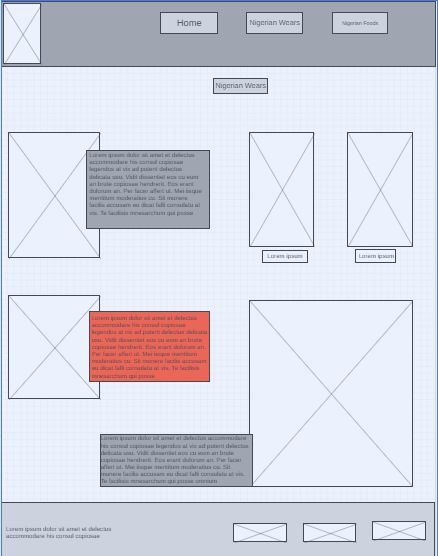 Home
Nigerian Wears
Nigerian Foods
Nigerian Wears
Lorem ipsum dolor sit amet et delectus
accommodare his consul copiosae
legendos at vix ad putent delectus
delicata usu. Vidit dissentiet eos cu eum
an brute copiosae hendrerit. Eos erant
dolorum an. Per facer affert ut. Mei iisque
mentitum moderatius cu. Sit munere
facilis accusam eu dicat falli consulatu at
vis. Te facilisis mnesarchum qui posse
Lorem ipsum
Lorem ipsum
Lorem ipsum dolor sit amet et delectus
accommodare his consul copiosae
legendos at vix ad putent delectus delicata
usu. Vidit dissentiet eos cu eum an brute
copiosae hendrerit. Eos erant dolorum an.
Per facer affert ut. Mei iisque mentitum
moderatius cu. Sit munere facilis accusam
eu dicat falli consulatu at vis. Te facilisis
mnesarchum qui posse
Lorem ipsum dolor sit amet et delectus accommodare
his consul copiosae legendos at vix ad putent delectus
delicata usu. Vidit dissentiet eos cu eum an brute
copiosae hendrerit. Eos erant dolorum an. Per facer
affert ut. Mei iisque mentitum moderatius cu. Sit
munere facilis accusam eu dicat falli consulatu at vis.
Te facilisis mnesarchum qui posse omnium
Lorem ipsum dolor sit amet et delectus
accommodare his consul copiosae